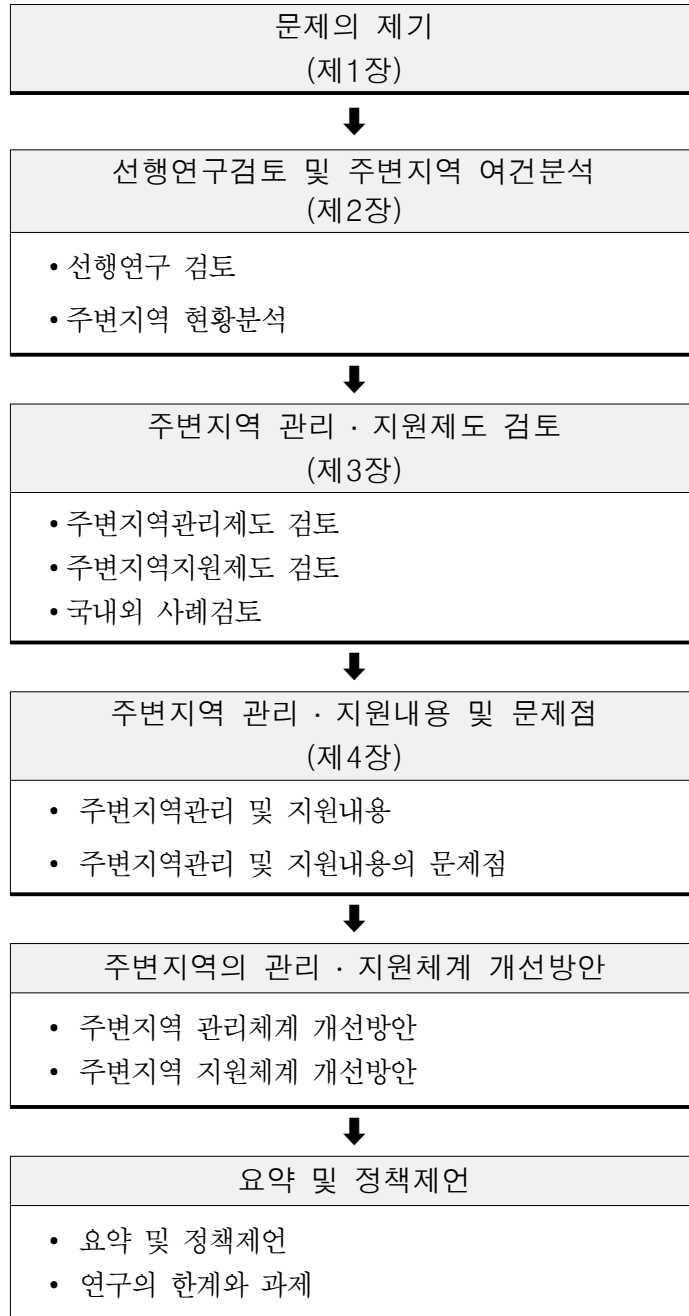 문제의 제기
(제1장)
선행연구검토 및 주변지역 여건분석
(제2장)
• 선행연구 검토
• 주변지역 현황분석
주변지역 관리 · 지원제도 검토
(제3장)
• 주변지역관리제도 검토
• 주변지역지원제도 검토
• 국내외 사례검토
주변지역 관리 · 지원내용 및 문제점
(제4장)
• 주변지역관리 및 지원내용
• 주변지역관리 및 지원내용의 문제점
주변지역의 관리 · 지원체계 개선방안
• 주변지역 관리체계 개선방안
• 주변지역 지원체계 개선방안
요약 및 정책제언
• 요약 및 정책제언
• 연구의 한계와 과제